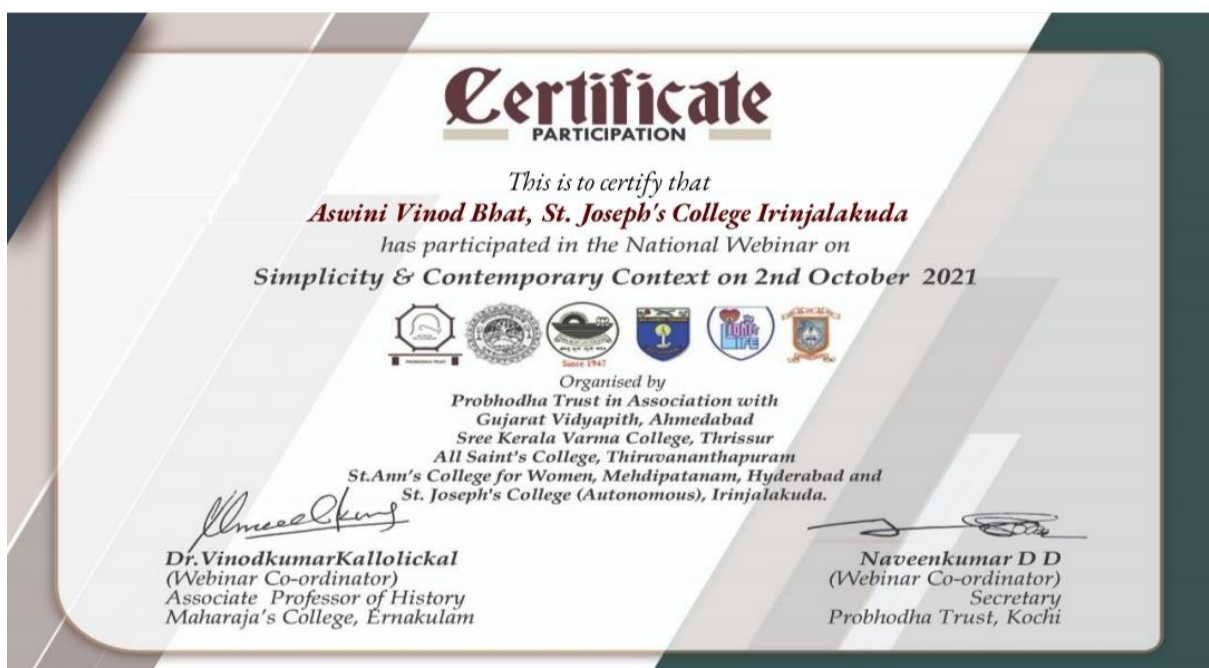 Certificate
PARTICIPATION
This is to certify that
Aswini Vinod Bhat, St. Joseph's College Irinjalakuda
has participated in the National Webinar on
Simplicity & Contemporary Context on 2nd October 2021
PROBHODHA TRUST
Since 1947
Light
LIFE
Organised by
Probhodha Trust in Association with
Gujarat Vidyapith, Ahmedabad
Sree Kerala Varma College, Thrissur
All Saint's College, Thiruvananthapuram
St.Ann's College for Women, Mehdipatanam, Hyderabad and
St. Joseph's College (Autonomous), Irinjalakuda.
Dr.VinodkumarKallolickal
(Webinar Co-ordinator)
Associate Professor of History
Maharaja's College, Ernakulam
Naveenkumar D D
(Webinar Co-ordinator)
Secretary
Probhodha Trust, Kochi